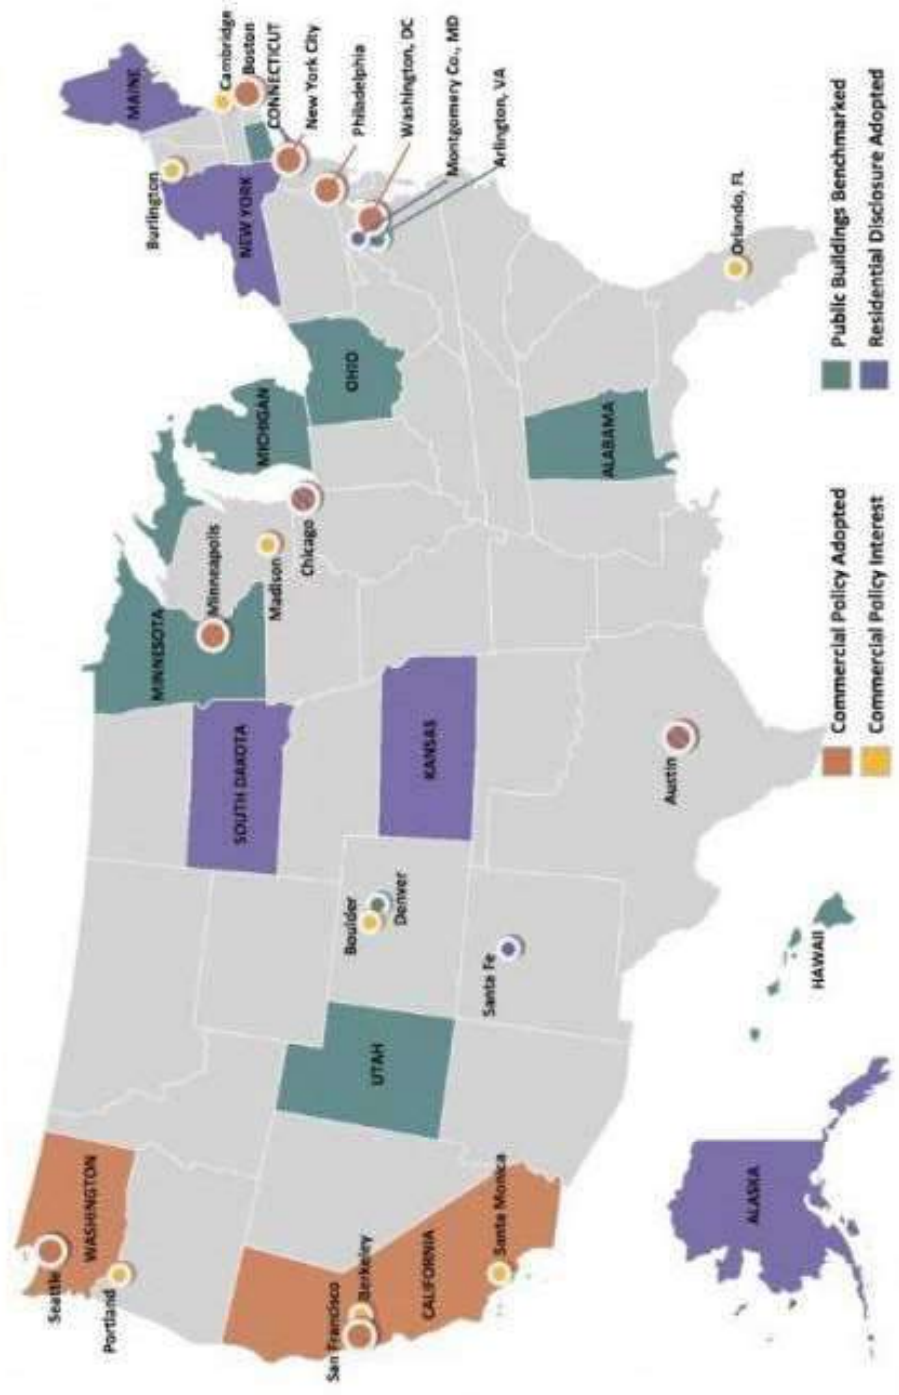 Seattle
WASHINGTON
Portland
San Francisco
Berkeley
CALIFORNIA
Santa Monica
UTAH
Boulder
Denver
Santa Fe
SOUTH DAKOTA
KANSAS
Austin
MINNESOTA
Minneapolis
Madison
Chicago
MICHIGAN
OHIO
ALABAMA
Orlando, FL
Burlington
MAINE
NEW YORK
Cambridge
Boston
CONNECTICUT
New York City
Philadelphia
Washington, DC
Montgomery Co., MD
Arlington, VA
ALASKA
HAWAII
Commercial Policy Adopted
Commercial Policy Interest
Public Buildings Benchmarked
Residential Disclosure Adopted